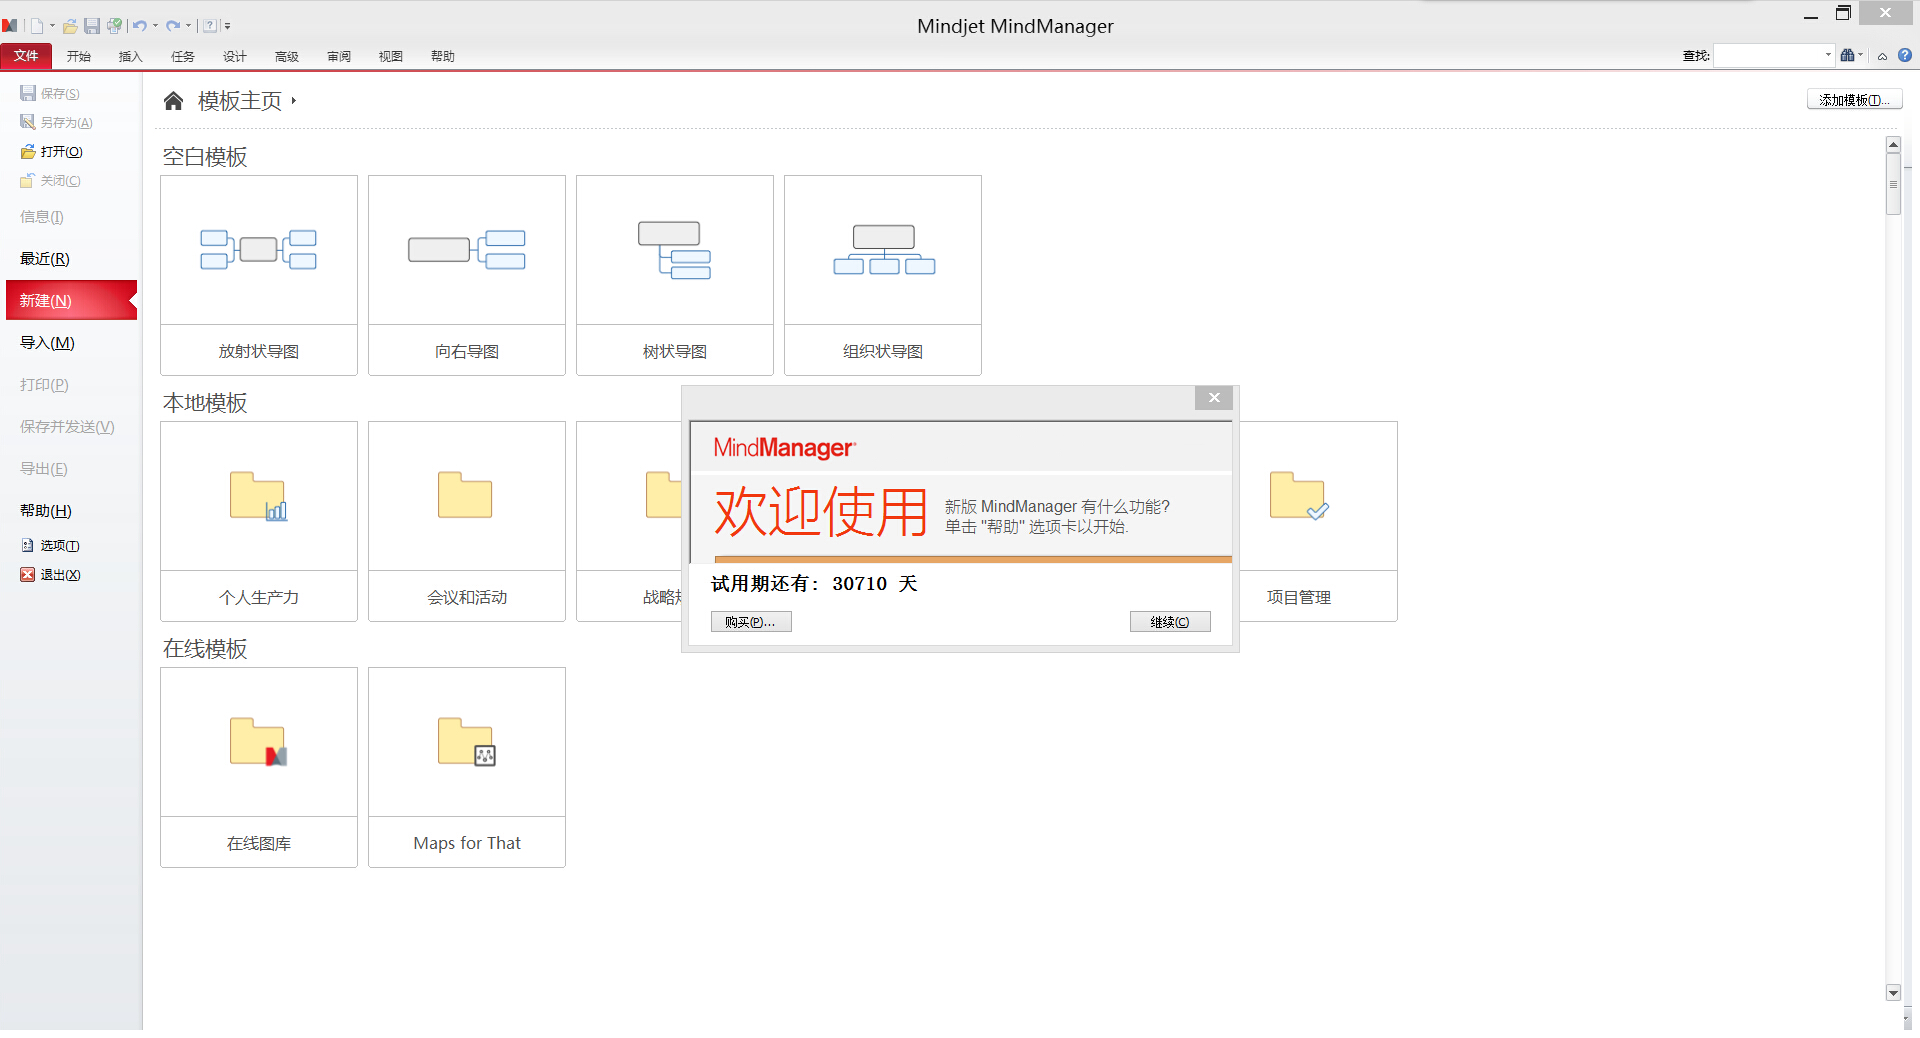 Mindjet MindManager
文件 开始 插入 任务 设计 高级 审阅 视图 帮助 查找:
保存(S)
另存为(A)
打开(O)
关闭(C)
信息(I)
最近(R)
新建(N)
导入(M)
打印(P)
保存并发送(V)
导出(E)
帮助(H)
选项(T)
退出(X)
模板主页
添加模板(T)...
空白模板
放射状导图 向右导图 树状导图 组织状导图
本地模板
个人生产力 会议和活动 战略 项目管理
在线模板
在线图库 Maps for That
MindManager®
欢迎使用
新版 MindManager 有什么功能?
单击 "帮助" 选项卡以开始.
试用期还有: 30710 天
购买(P)... 继续(C)